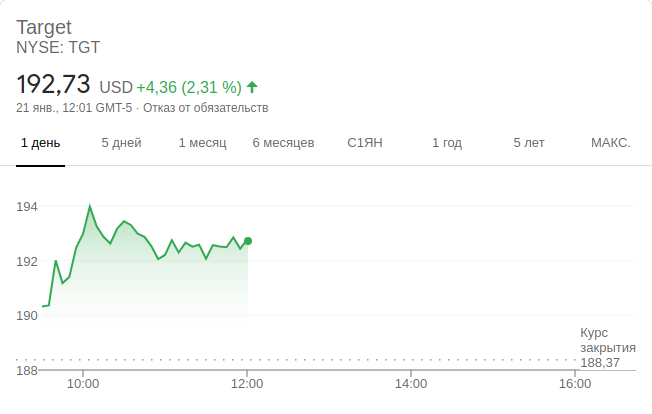 Target
NYSE: TGT
192,73 USD +4,36 (2,31 %)
21 янв., 12:01 GMT-5 · Отказ от обязательств
1 день 5 дней 1 месяц 6 месяцев С1ЯН 1 год 5 лет МАКС.
194
192
190
Курс
закрытия
188,37
188
10:00 12:00 14:00 16:00